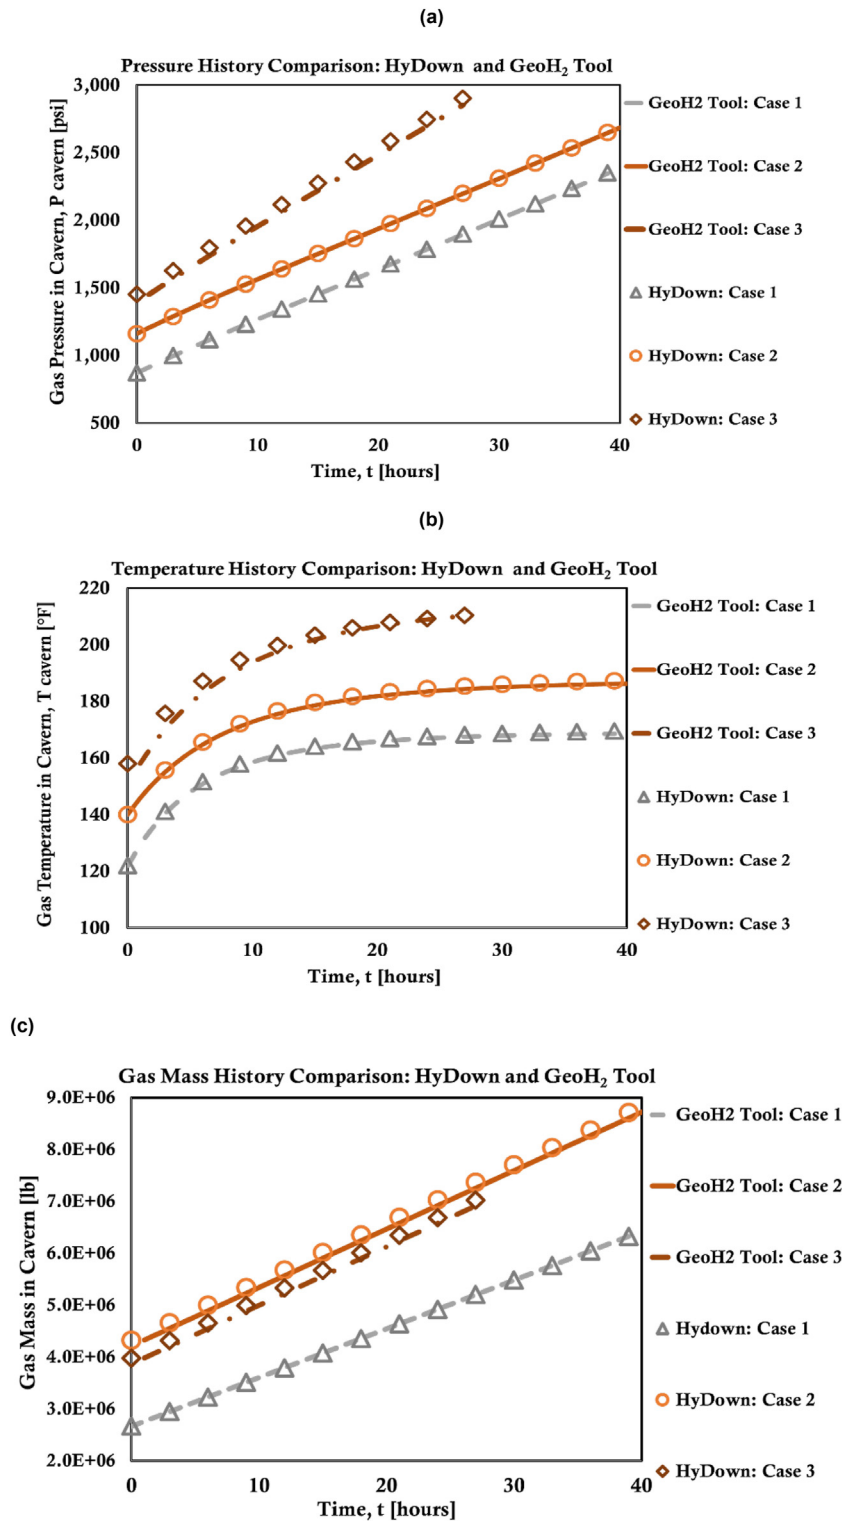 (a)
Pressure History Comparison: HyDown and GeoH₂ Tool
Gas Pressure in Cavern, P cavern [psi]
3,000
2,500
2,000
1,500
1,000
500
0
10
20
30
40
Time, t [hours]
GeoH2 Tool: Case 1
GeoH2 Tool: Case 2
GeoH2 Tool: Case 3
HyDown: Case 1
HyDown: Case 2
HyDown: Case 3
(b)
Temperature History Comparison: HyDown and GeoH₂ Tool
Gas Temperature in Cavern, T cavern [°F]
220
200
180
160
140
120
100
0
10
20
30
40
Time, t [hours]
GeoH2 Tool: Case 1
GeoH2 Tool: Case 2
GeoH2 Tool: Case 3
HyDown: Case 1
HyDown: Case 2
HyDown: Case 3
(c)
Gas Mass History Comparison: HyDown and GeoH₂ Tool
Gas Mass in Cavern [lb]
9.0E+06
8.0E+06
7.0E+06
6.0E+06
5.0E+06
4.0E+06
3.0E+06
2.0E+06
0
10
20
30
40
Time, t [hours]
GeoH2 Tool: Case 1
GeoH2 Tool: Case 2
GeoH2 Tool: Case 3
Hydown: Case 1
HyDown: Case 2
HyDown: Case 3